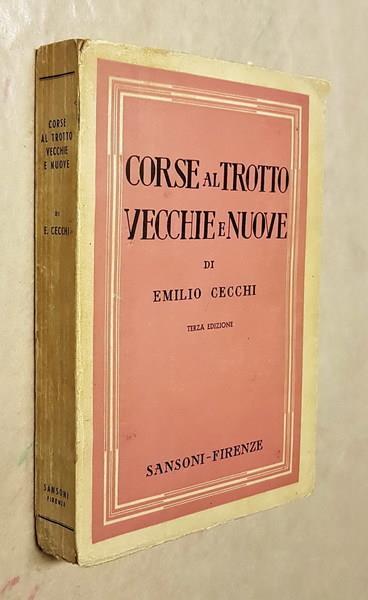 CORSE
AL TROTTO
VECCHIE
E NUOVE
DI
E. CECCHI
SANSONI
FIRENZE
CORSE AL TROTTO
VECCHIE E NUOVE
DI
EMILIO CECCHI
TERZA EDIZIONE
SANSONI-FIRENZE